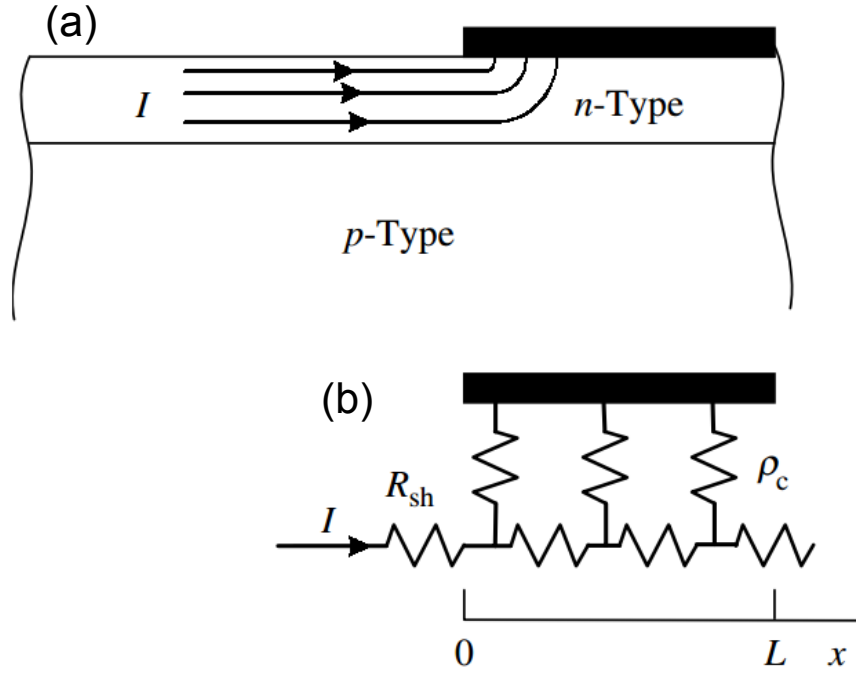 (a)
I
n-Type
p-Type
(b)
R_sh
ρ_c
I
0 L x